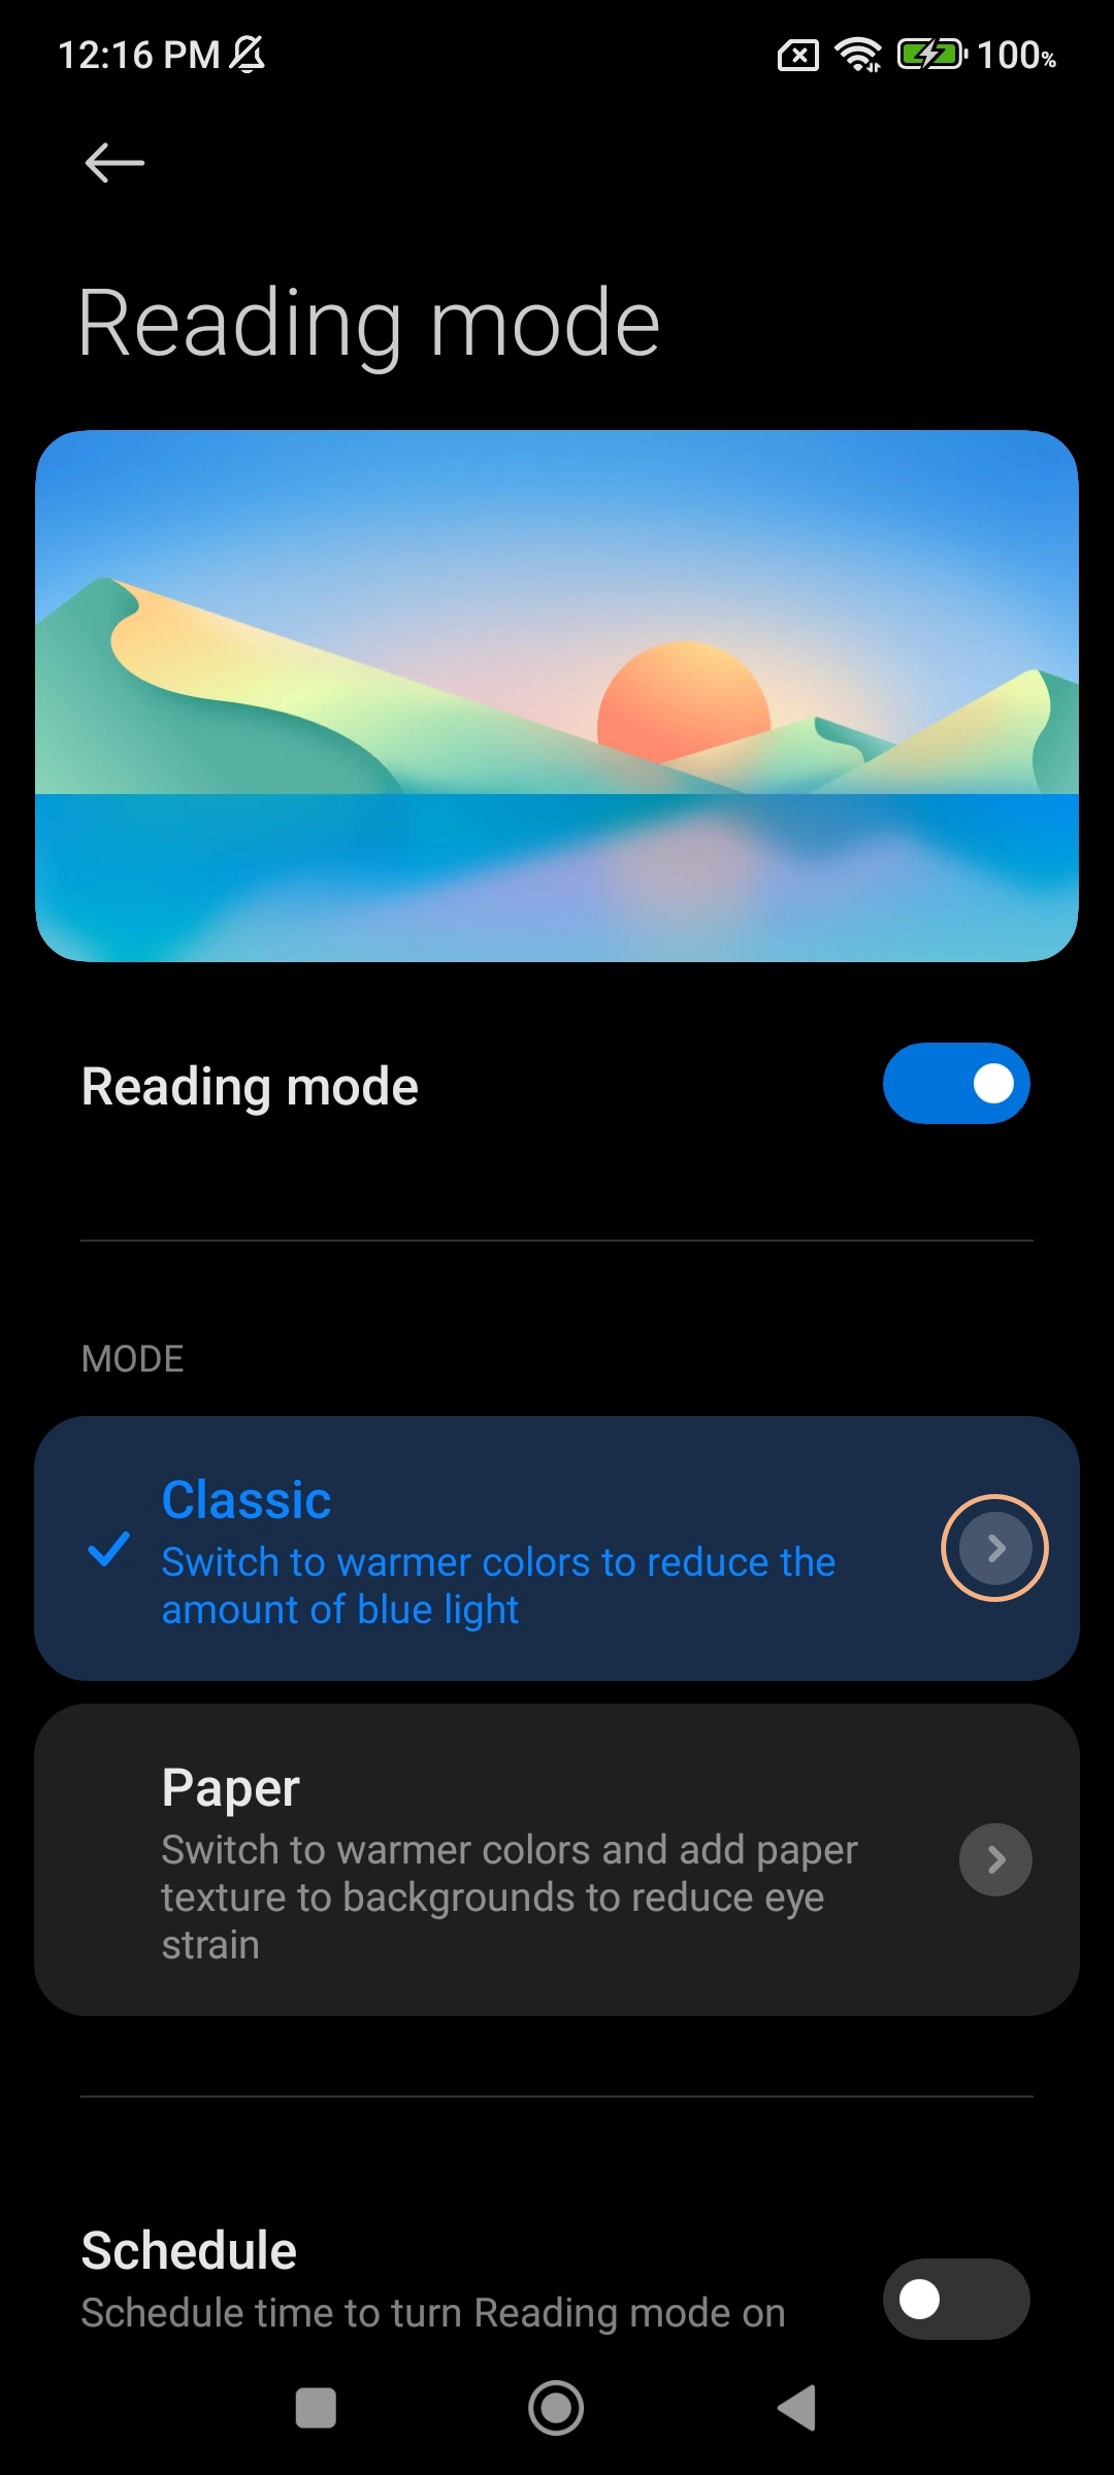 12:16 PM 100%
Reading mode
Reading mode
MODE
Classic
Switch to warmer colors to reduce the
amount of blue light
Paper
Switch to warmer colors and add paper
texture to backgrounds to reduce eye
strain
Schedule
Schedule time to turn Reading mode on